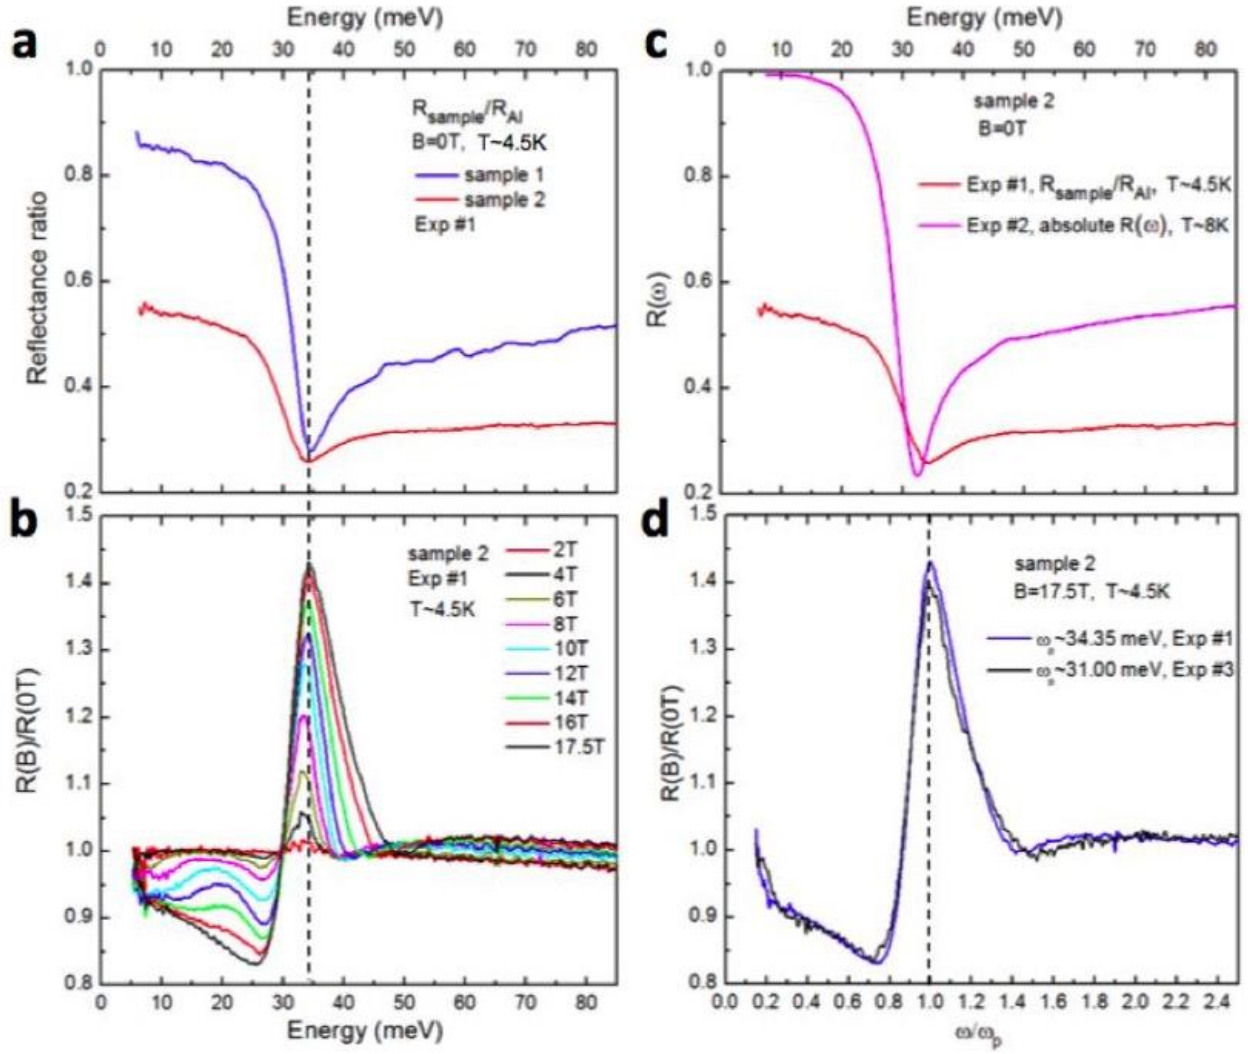 a
Energy (meV)
0 10 20 30 40 50 60 70 80
1.0
0.8
0.6
0.4
0.2
Reflectance ratio
R_sample/R_Al
B=0T, T~4.5K
sample 1
sample 2
Exp #1
c
Energy (meV)
0 10 20 30 40 50 60 70 80
1.0
0.8
0.6
0.4
0.2
R(ω)
sample 2
B=0T
Exp #1, R_sample/R_Al, T~4.5K
Exp #2, absolute R(ω), T~8K
b
1.5
1.4
1.3
1.2
1.1
1.0
0.9
0.8
R(B)/R(0T)
sample 2
Exp #1
T~4.5K
2T
4T
6T
8T
10T
12T
14T
16T
17.5T
0 10 20 30 40 50 60 70 80
Energy (meV)
d
1.5
1.4
1.3
1.2
1.1
1.0
0.9
0.8
R(B)/R(0T)
sample 2
B=17.5T, T~4.5K
ω_p~34.35 meV, Exp #1
ω_p~31.00 meV, Exp #3
0.0 0.2 0.4 0.6 0.8 1.0 1.2 1.4 1.6 1.8 2.0 2.2 2.4
ω/ω_p